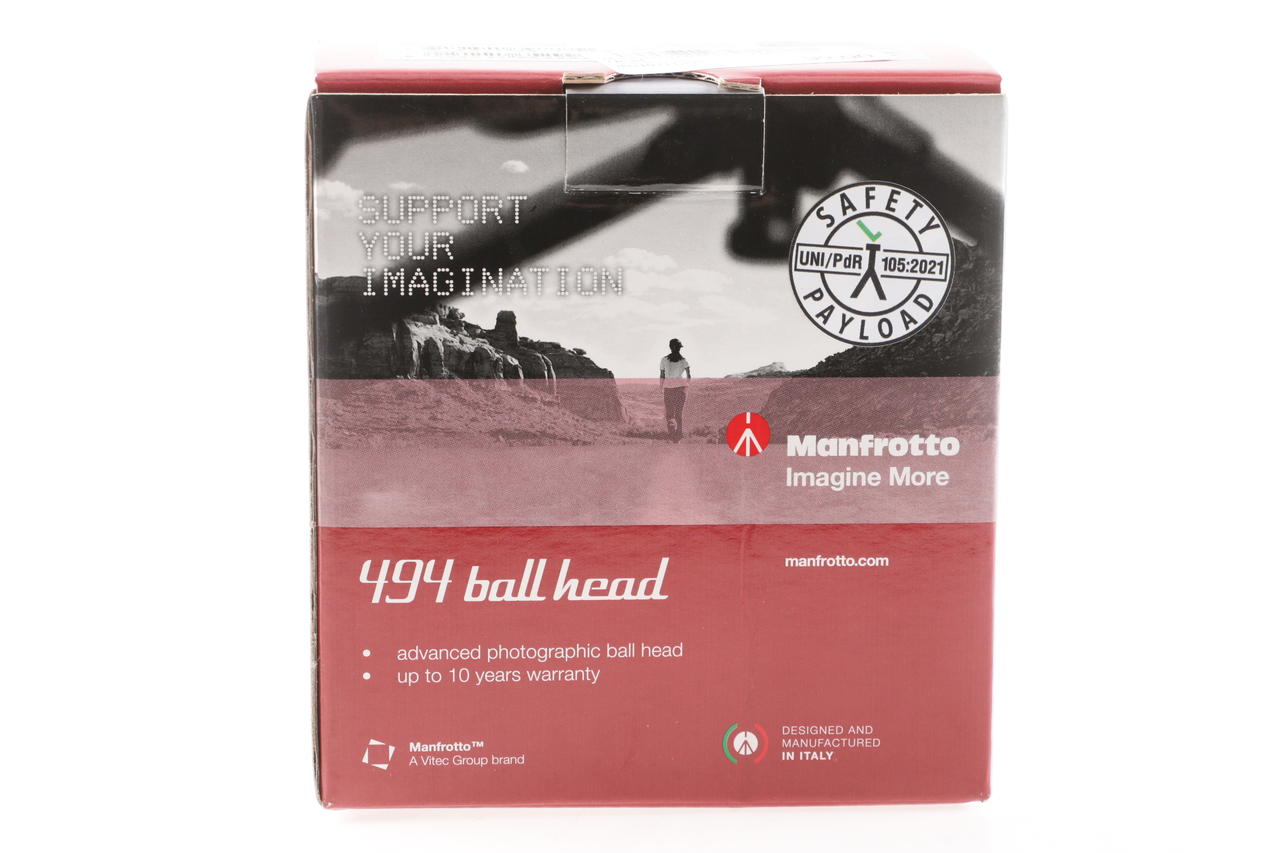 SUPPORT
YOUR
IMAGINATION
SAFETY
UNI/PdR 105:2021
PAYLOAD
Manfrotto
Imagine More
494 ball head
manfrotto.com
• advanced photographic ball head
• up to 10 years warranty
Manfrotto™
A Vitec Group brand
DESIGNED AND
MANUFACTURED
IN ITALY